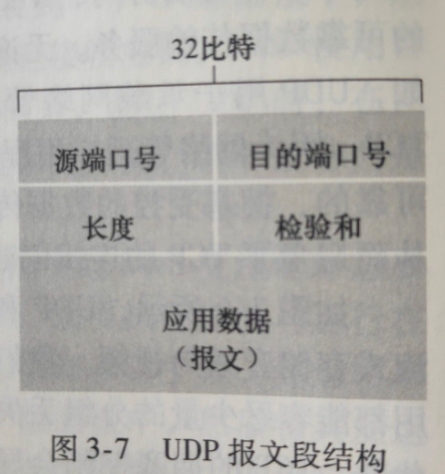 32比特
源端口号 目的端口号
长度 检验和
应用数据
(报文)
图 3-7 UDP 报文段结构